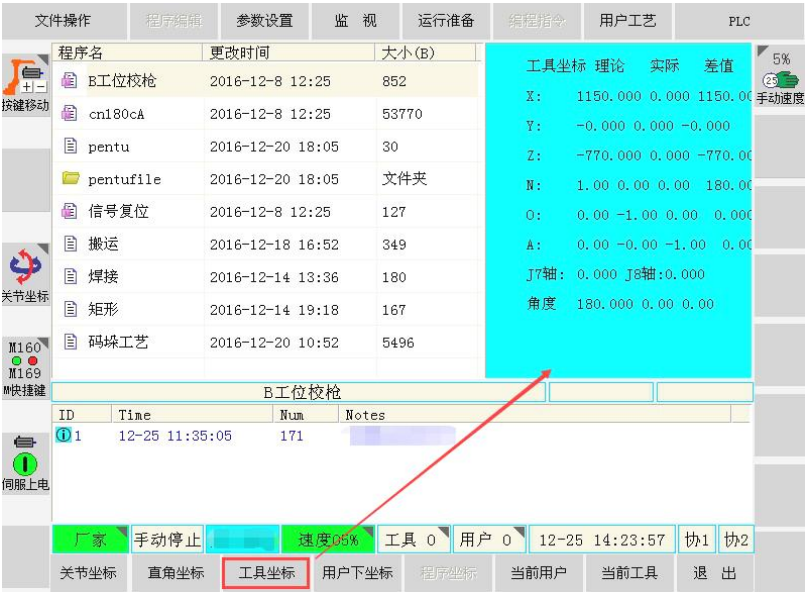 文件操作 程序编辑 参数设置 监 视 运行准备 编程指令 用户工艺 PLC
程序名 更改时间 大小(B)
B工位校枪 2016-12-8 12:25 852
cn180cA 2016-12-8 12:25 53770
pentu 2016-12-20 18:05 30
pentufile 2016-12-20 18:05 文件夹
信号复位 2016-12-8 12:25 127
搬运 2016-12-18 16:52 349
焊接 2016-12-14 13:36 180
矩形 2016-12-14 19:18 167
码垛工艺 2016-12-20 10:52 5496
工具坐标 理论 实际 差值
X: 1150.000 0.000 1150.00
Y: -0.000 0.000 -0.000
Z: -770.000 0.000 -770.00
N: 1.00 0.00 0.00 180.00
O: 0.00 -1.00 0.00 0.000
A: 0.00 -0.00 -1.00 0.00
J7轴: 0.000 J8轴:0.000
角度 180.000 0.00 0.00
5%
25
手动速度
按键移动
关节坐标
M160
M169
M快捷键
伺服上电
B工位校枪
ID Time Num Notes
1 12-25 11:35:05 171
厂家 手动停止 速度05% 工具 0 用户 0 12-25 14:23:57 协1 协2
关节坐标 直角坐标 工具坐标 用户下坐标 程序坐标 当前用户 当前工具 退 出